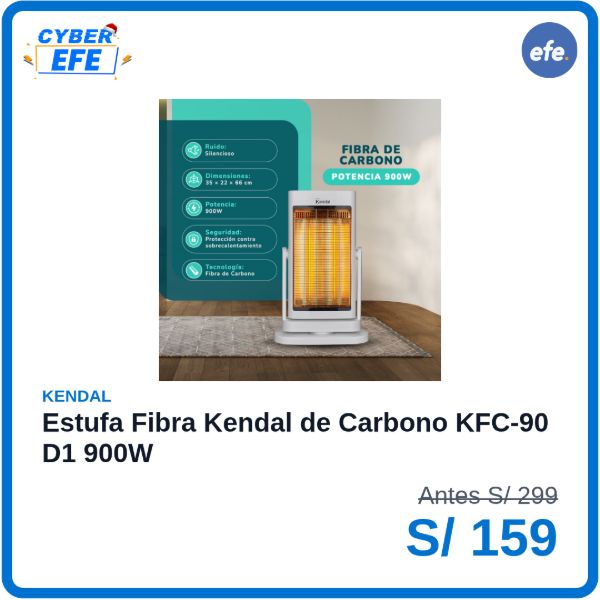 CYBER
EFE
efe.
Ruido:
Silencioso
Dimensiones:
35 x 22 x 66 cm
Potencia:
900W
Seguridad:
Protección contra
sobrecalentamiento
Tecnología:
Fibra de Carbono
FIBRA DE
CARBONO
POTENCIA 900W
Kendal
KENDAL
Estufa Fibra Kendal de Carbono KFC-90
D1 900W
Antes S/ 299
S/ 159